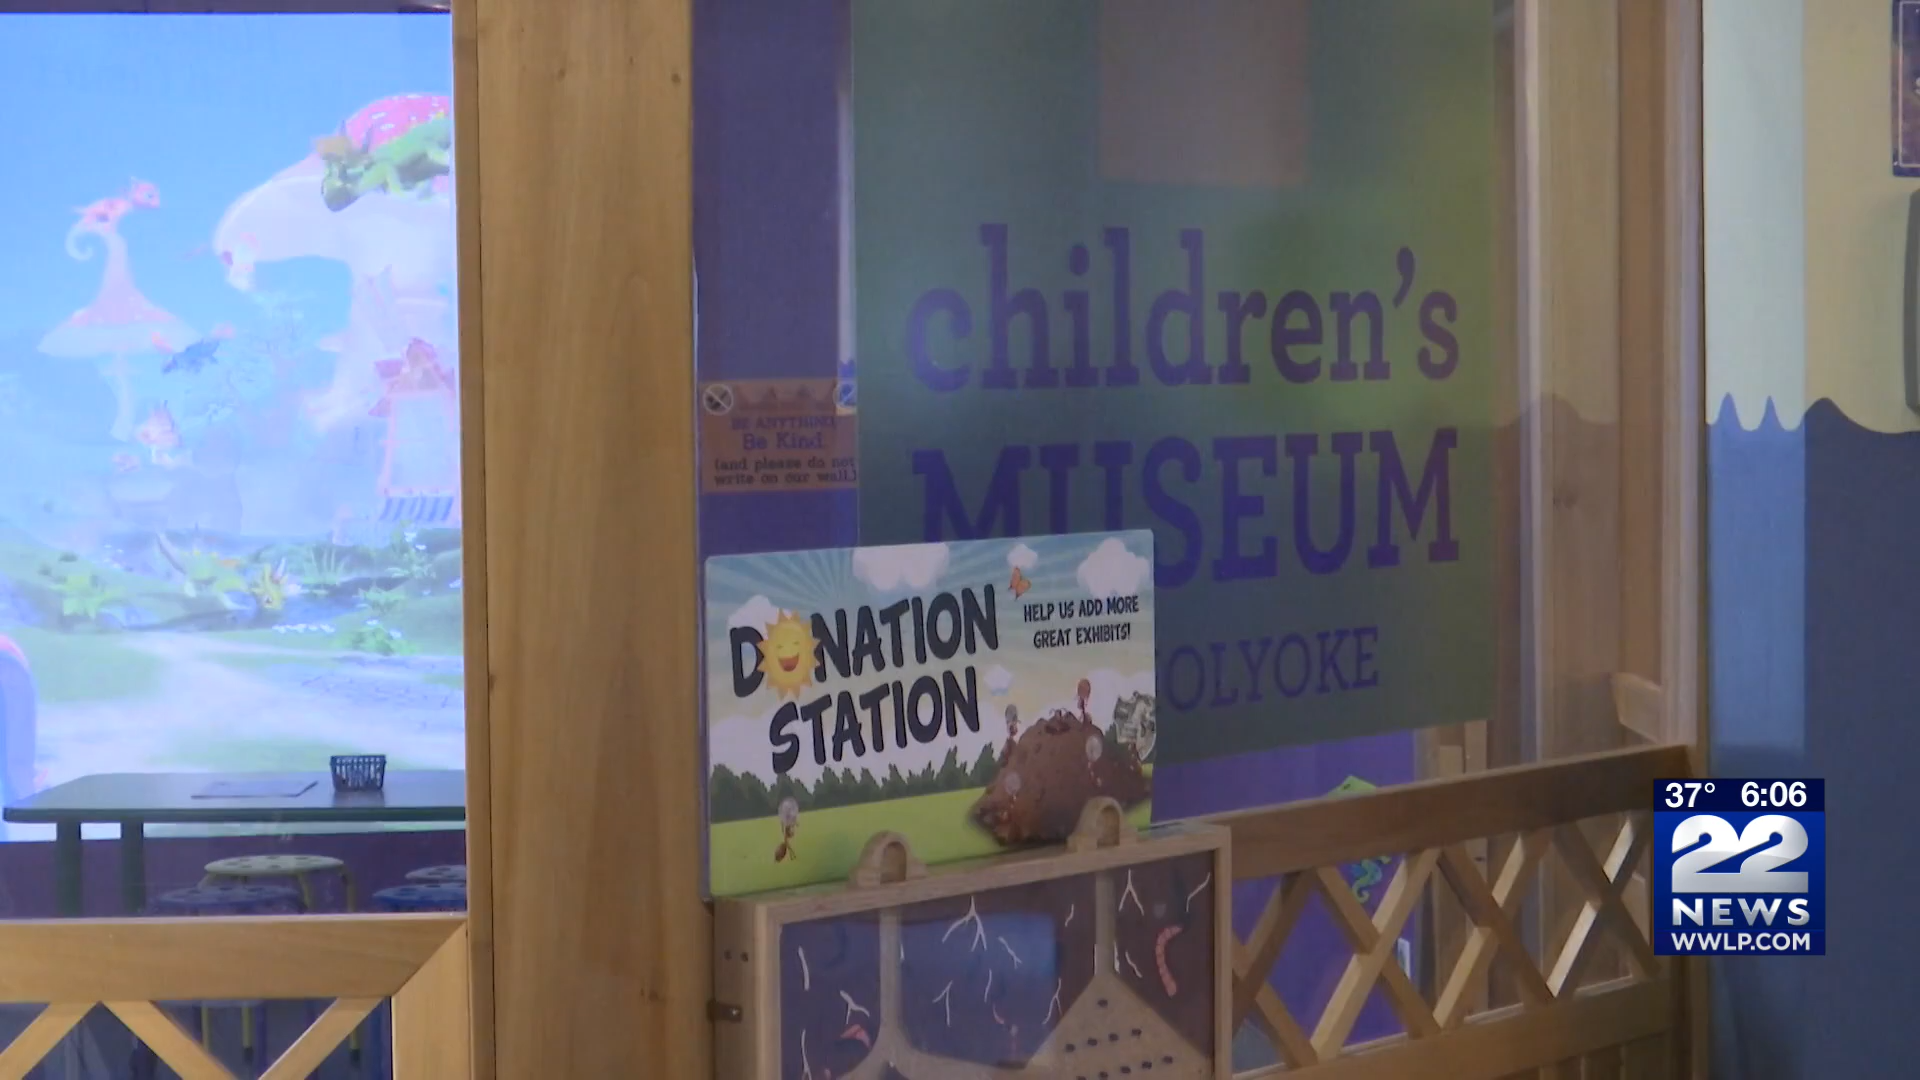 children's
MUSEUM
OLYOKE
BE ANYTHING
Be Kind.
(and please do not
write on our wall.)
DONATION
STATION
HELP US ADD MORE
GREAT EXHIBITS!
37° 6:06
22
NEWS
WWLP.COM